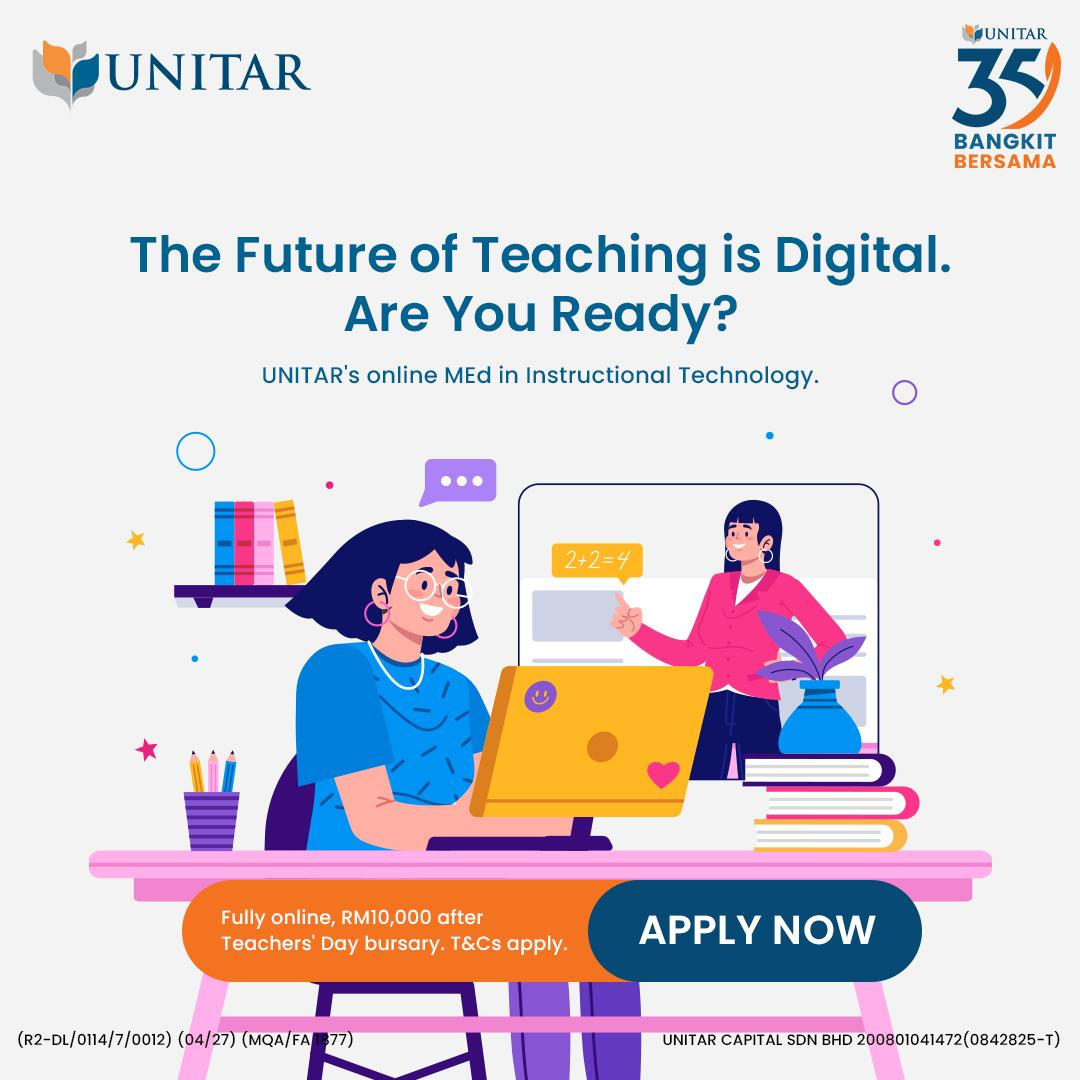 UNITAR
UNITAR
35
BANGKIT
BERSAMA
The Future of Teaching is Digital.
Are You Ready?
UNITAR's online MEd in Instructional Technology.
2+2=4
Fully online, RM10,000 after
Teachers' Day bursary. T&Cs apply.
APPLY NOW
(R2-DL/0114/7/0012) (04/27) (MQA/FA 1877)
UNITAR CAPITAL SDN BHD 200801041472(0842825-T)